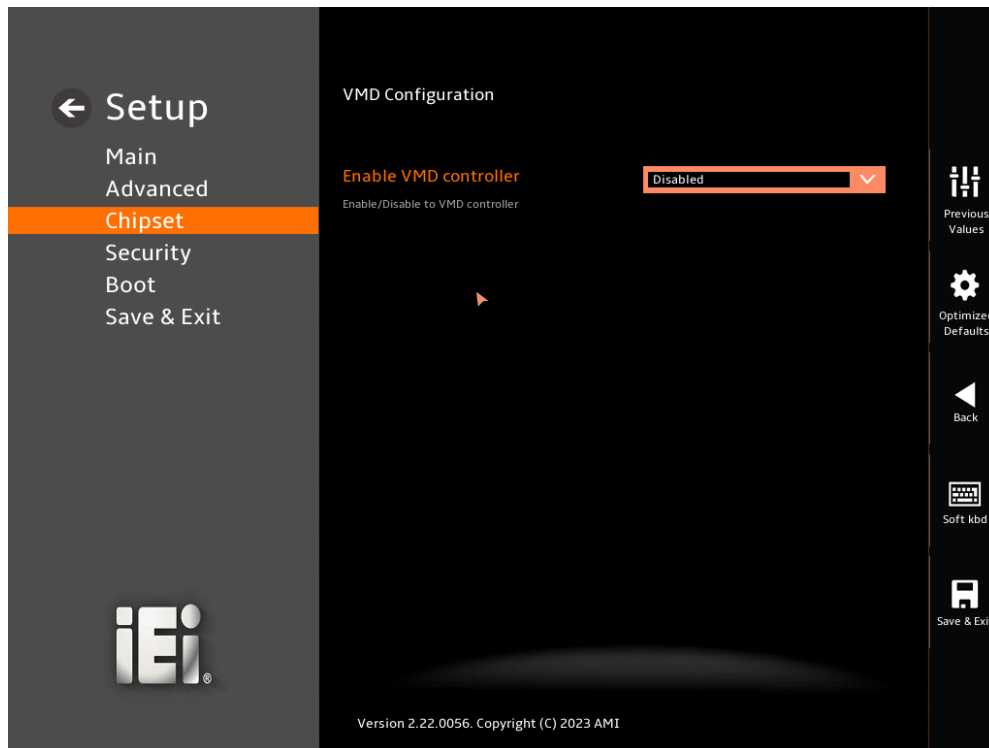 Setup
Main
Advanced
Chipset
Security
Boot
Save & Exit
iEi®
VMD Configuration
Enable VMD controller
Disabled
Enable/Disable to VMD controller
Previous
Values
Optimize
Defaults
Back
Soft kbd
Save & Exi
Version 2.22.0056. Copyright (C) 2023 AMI